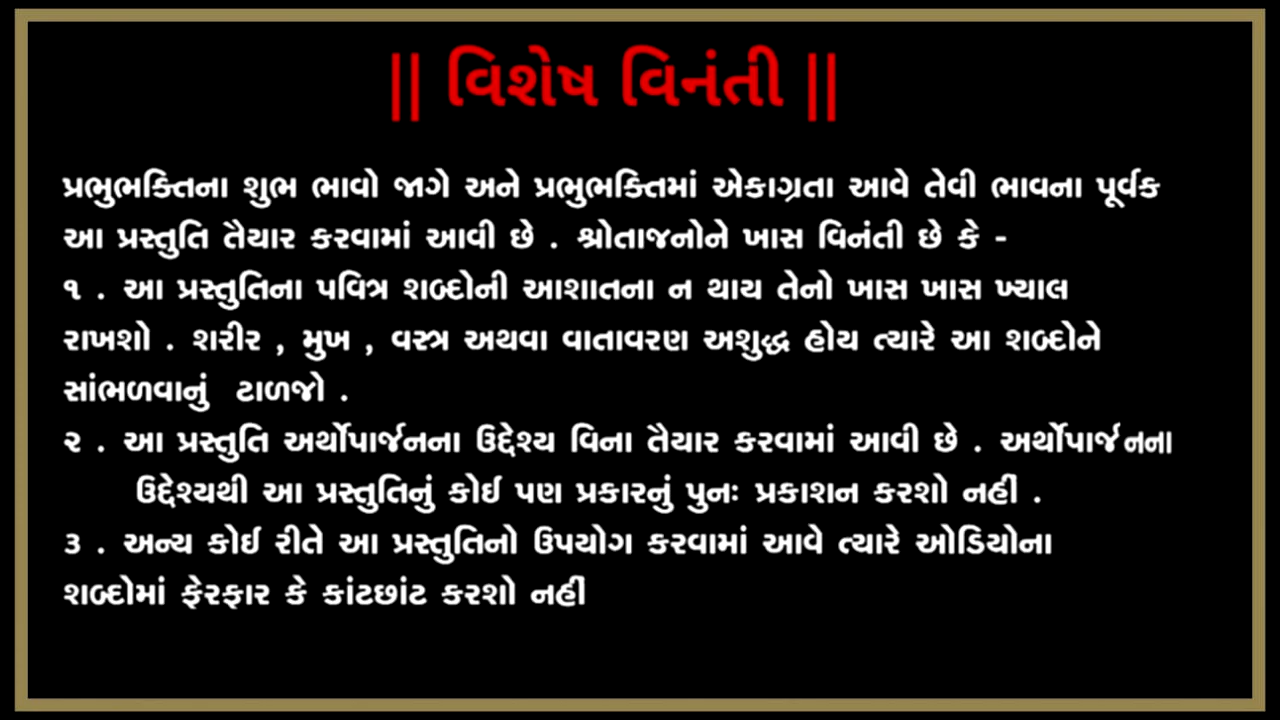 || વિશેષ વિનંતી ||
પ્રભુભક્તિના શુભ ભાવો જાગે અને પ્રભુભક્તિમાં એકાગ્રતા આવે તેવી ભાવના પૂર્વક
આ પ્રસ્તુતિ તૈયાર કરવામાં આવી છે . શ્રોતાજનોને ખાસ વિનંતી છે કે -
૧ . આ પ્રસ્તુતિના પવિત્ર શબ્દોની આશાતના ન થાય તેનો ખાસ ખાસ ખ્યાલ
રાખશો . શરીર , મુખ , વસ્ત્ર અથવા વાતાવરણ અશુદ્ધ હોય ત્યારે આ શબ્દોને
સાંભળવાનું ટાળજો .
૨ . આ પ્રસ્તુતિ અર્થોપાર્જનના ઉદ્દેશ્ય વિના તૈયાર કરવામાં આવી છે . અર્થોપાર્જનના
ઉદ્દેશ્યથી આ પ્રસ્તુતિનું કોઈ પણ પ્રકારનું પુનઃ પ્રકાશન કરશો નહીં .
૩ . અન્ય કોઈ રીતે આ પ્રસ્તુતિનો ઉપયોગ કરવામાં આવે ત્યારે ઓડિયોના
શબ્દોમાં ફેરફાર કે કાંટછાંટ કરશો નહીં